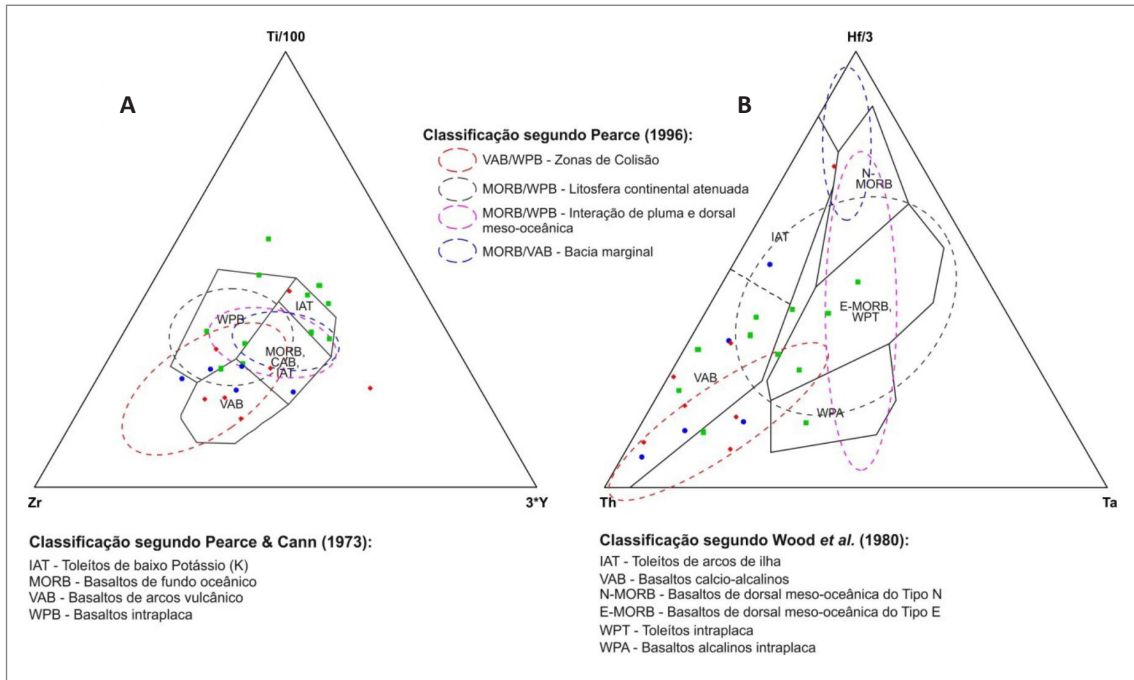 Ti/100
A
WPB
IAT
MORB,
CAB,
IAT
VAB
Zr
3*Y
Classificação segundo Pearce (1996):
VAB/WPB - Zonas de Colisão
MORB/WPB - Litosfera continental atenuada
MORB/WPB - Interação de pluma e dorsal
meso-oceânica
MORB/VAB - Bacia marginal
Hf/3
B
N-
MORB
IAT
E-MORB,
WPT
VAB
WPA
Th
Ta
Classificação segundo Pearce & Cann (1973):
IAT - Toleítos de baixo Potássio (K)
MORB - Basaltos de fundo oceânico
VAB - Basaltos de arcos vulcânico
WPB - Basaltos intraplaca
Classificação segundo Wood et al. (1980):
IAT - Toleítos de arcos de ilha
VAB - Basaltos calcio-alcalinos
N-MORB - Basaltos de dorsal meso-oceânica do Tipo N
E-MORB - Basaltos de dorsal meso-oceânica do Tipo E
WPT - Toleítos intraplaca
WPA - Basaltos alcalinos intraplaca